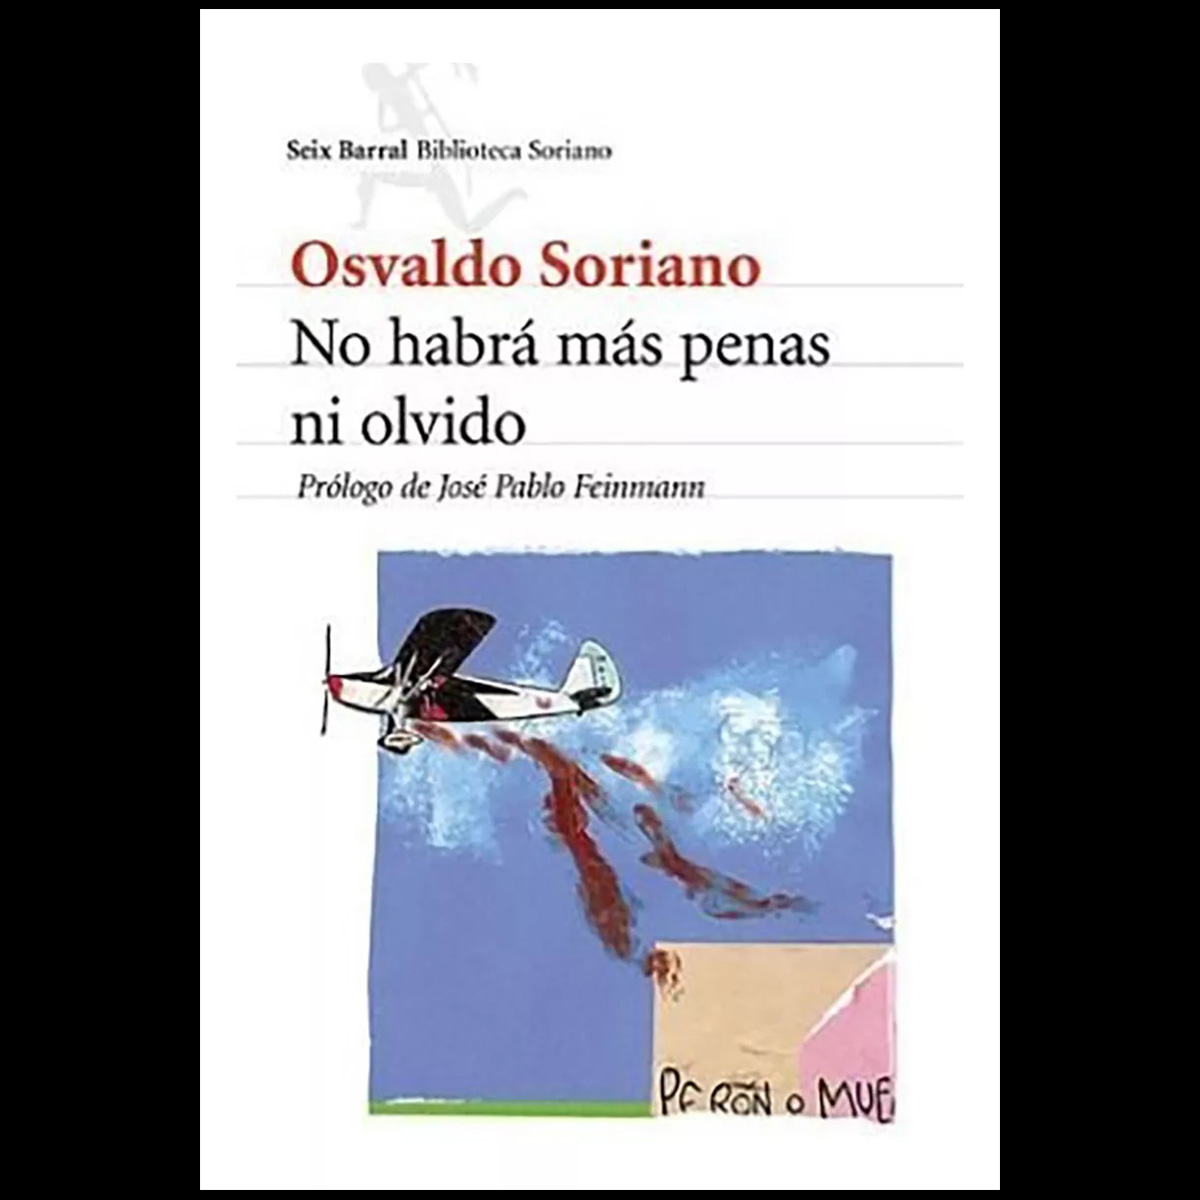 Seix Barral Biblioteca Soriano
Osvaldo Soriano
No habrá más penas
ni olvido
Prólogo de José Pablo Feinmann
PERÓN o MUE